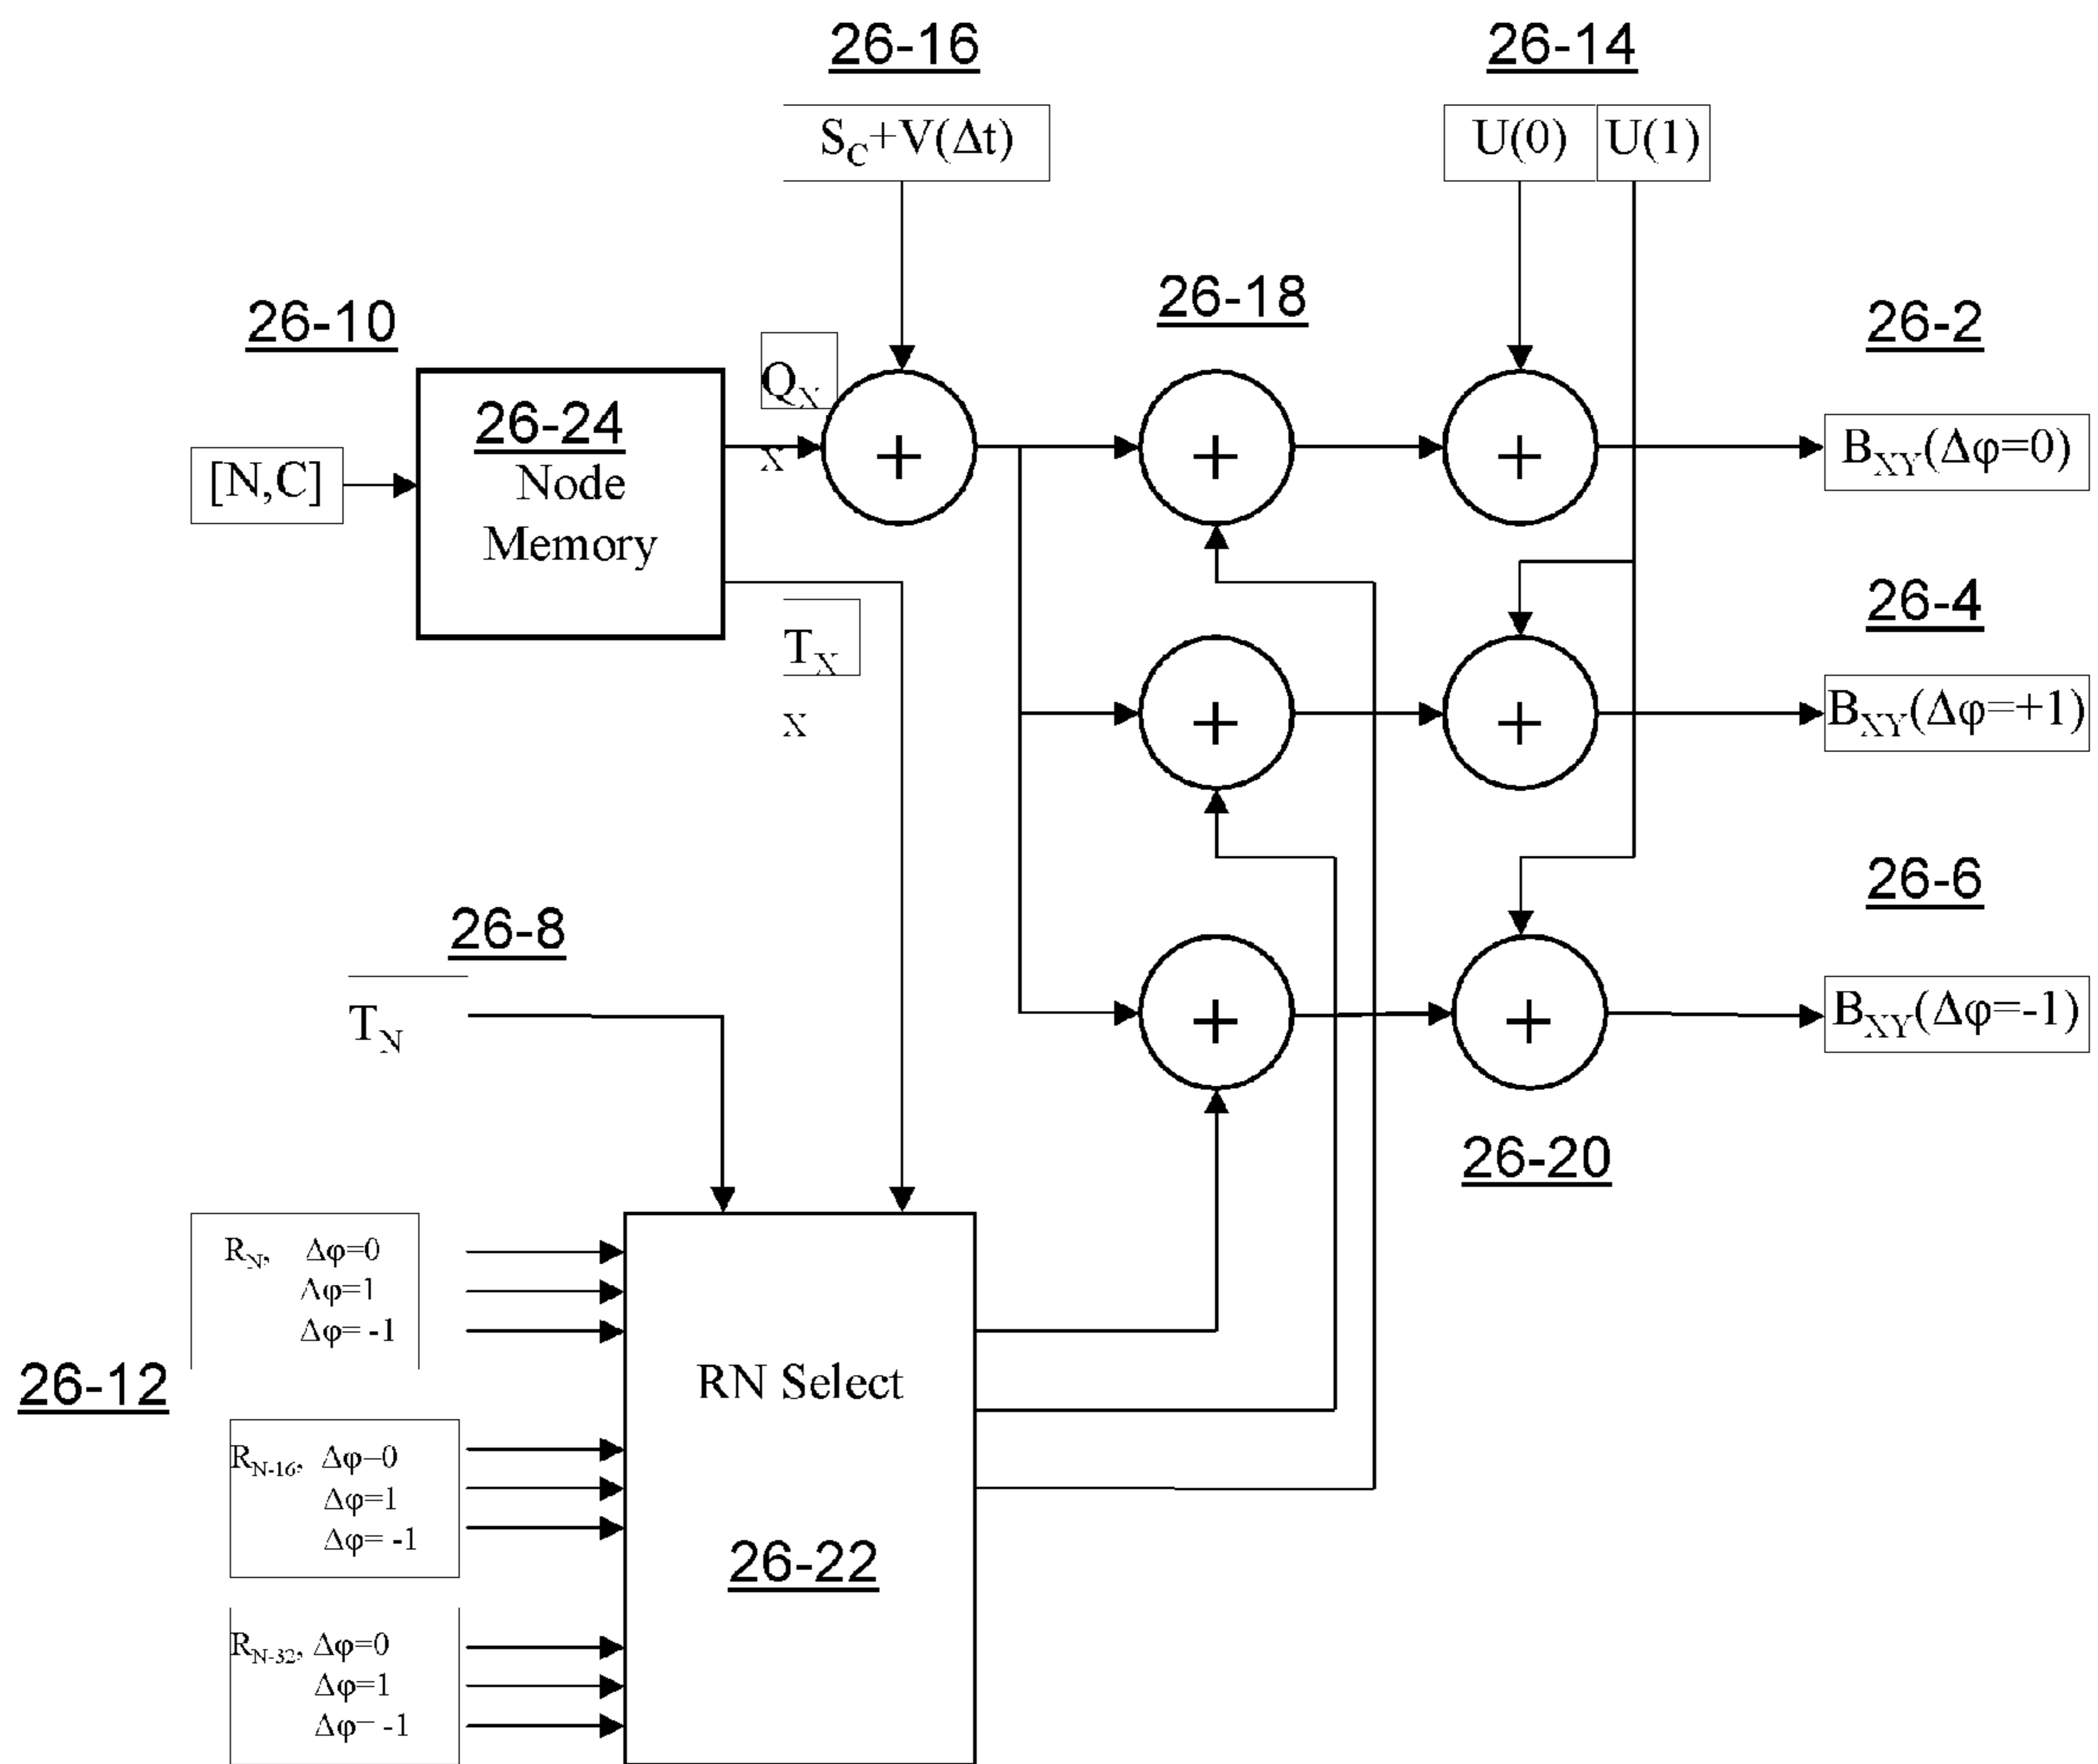 26-16
26-14
S_C+V(Δt)
U(0)
U(1)
26-10
26-18
26-2
Q_X
X
26-24
Node
Memory
[N,C]
+
+
+
B_XY(Δφ=0)
26-4
T_X
X
+
+
B_XY(Δφ=+1)
26-6
26-8
T_N
+
+
B_XY(Δφ=-1)
26-20
R_N, Δφ=0
Δφ=1
Δφ= -1
26-12
RN Select
R_N-16, Δφ=0
Δφ=1
Δφ= -1
26-22
R_N-32, Δφ=0
Δφ=1
Δφ= -1